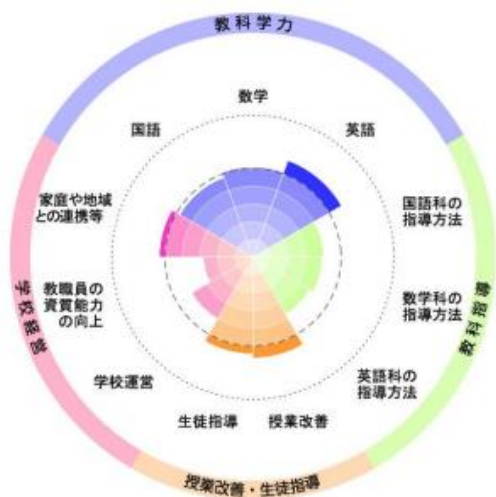 教科学力
数学
国語
英語
家庭や地域
との連携等
国語科の
指導方法
教職員の
資質能力
の向上
数学科の
指導方法
学校経営
教科指導
学校運営
英語科の
指導方法
生徒指導
授業改善
授業改善・生徒指導